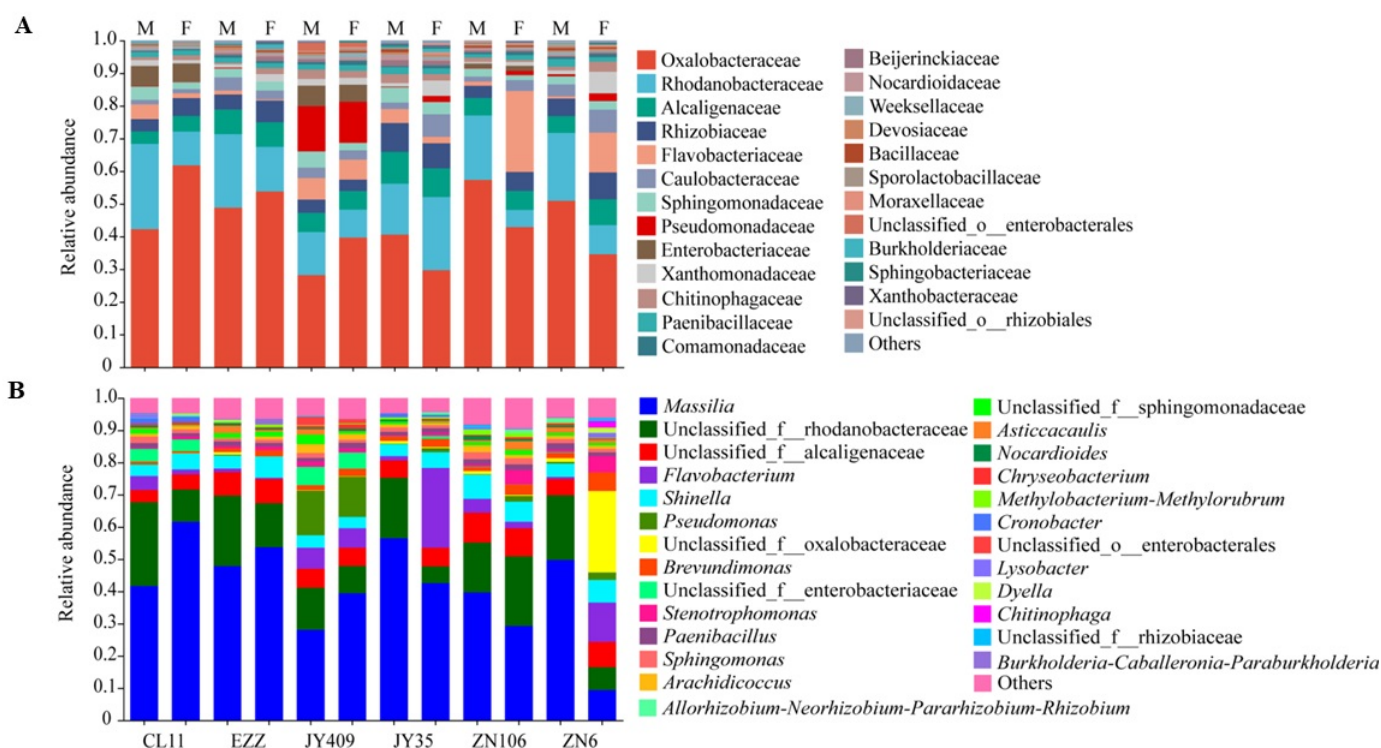 A
M F M F M F M F M F M F
Relative abundance
1.0
0.9
0.8
0.7
0.6
0.5
0.4
0.3
0.2
0.1
0
Oxalobacteraceae
Rhodanobacteraceae
Alcaligenaceae
Rhizobiaceae
Flavobacteriaceae
Caulobacteraceae
Sphingomonadaceae
Pseudomonadaceae
Enterobacteriaceae
Xanthomonadaceae
Chitinophagaceae
Paenibacillaceae
Comamonadaceae
Beijerinckiaceae
Nocardioidaceae
Weeksellaceae
Devosiaceae
Bacillaceae
Sporolactobacillaceae
Moraxellaceae
Unclassified_o__enterobacterales
Burkholderiaceae
Sphingobacteriaceae
Xanthobacteraceae
Unclassified_o__rhizobiales
Others
B
Relative abundance
1.0
0.9
0.8
0.7
0.6
0.5
0.4
0.3
0.2
0.1
0
CL11 EZZ JY409 JY35 ZN106 ZN6
Massilia
Unclassified_f__rhodanobacteraceae
Unclassified_f__alcaligenaceae
Flavobacterium
Shinella
Pseudomonas
Unclassified_f__oxalobacteraceae
Brevundimonas
Unclassified_f__enterobacteriaceae
Stenotrophomonas
Paenibacillus
Sphingomonas
Arachidicoccus
Allorhizobium-Neorhizobium-Pararhizobium-Rhizobium
Unclassified_f__sphingomonadaceae
Asticcacaulis
Nocardioides
Chryseobacterium
Methylobacterium-Methylorubrum
Cronobacter
Unclassified_o__enterobacterales
Lysobacter
Dyella
Chitinophaga
Unclassified_f__rhizobiaceae
Burkholderia-Caballeronia-Paraburkholderia
Others